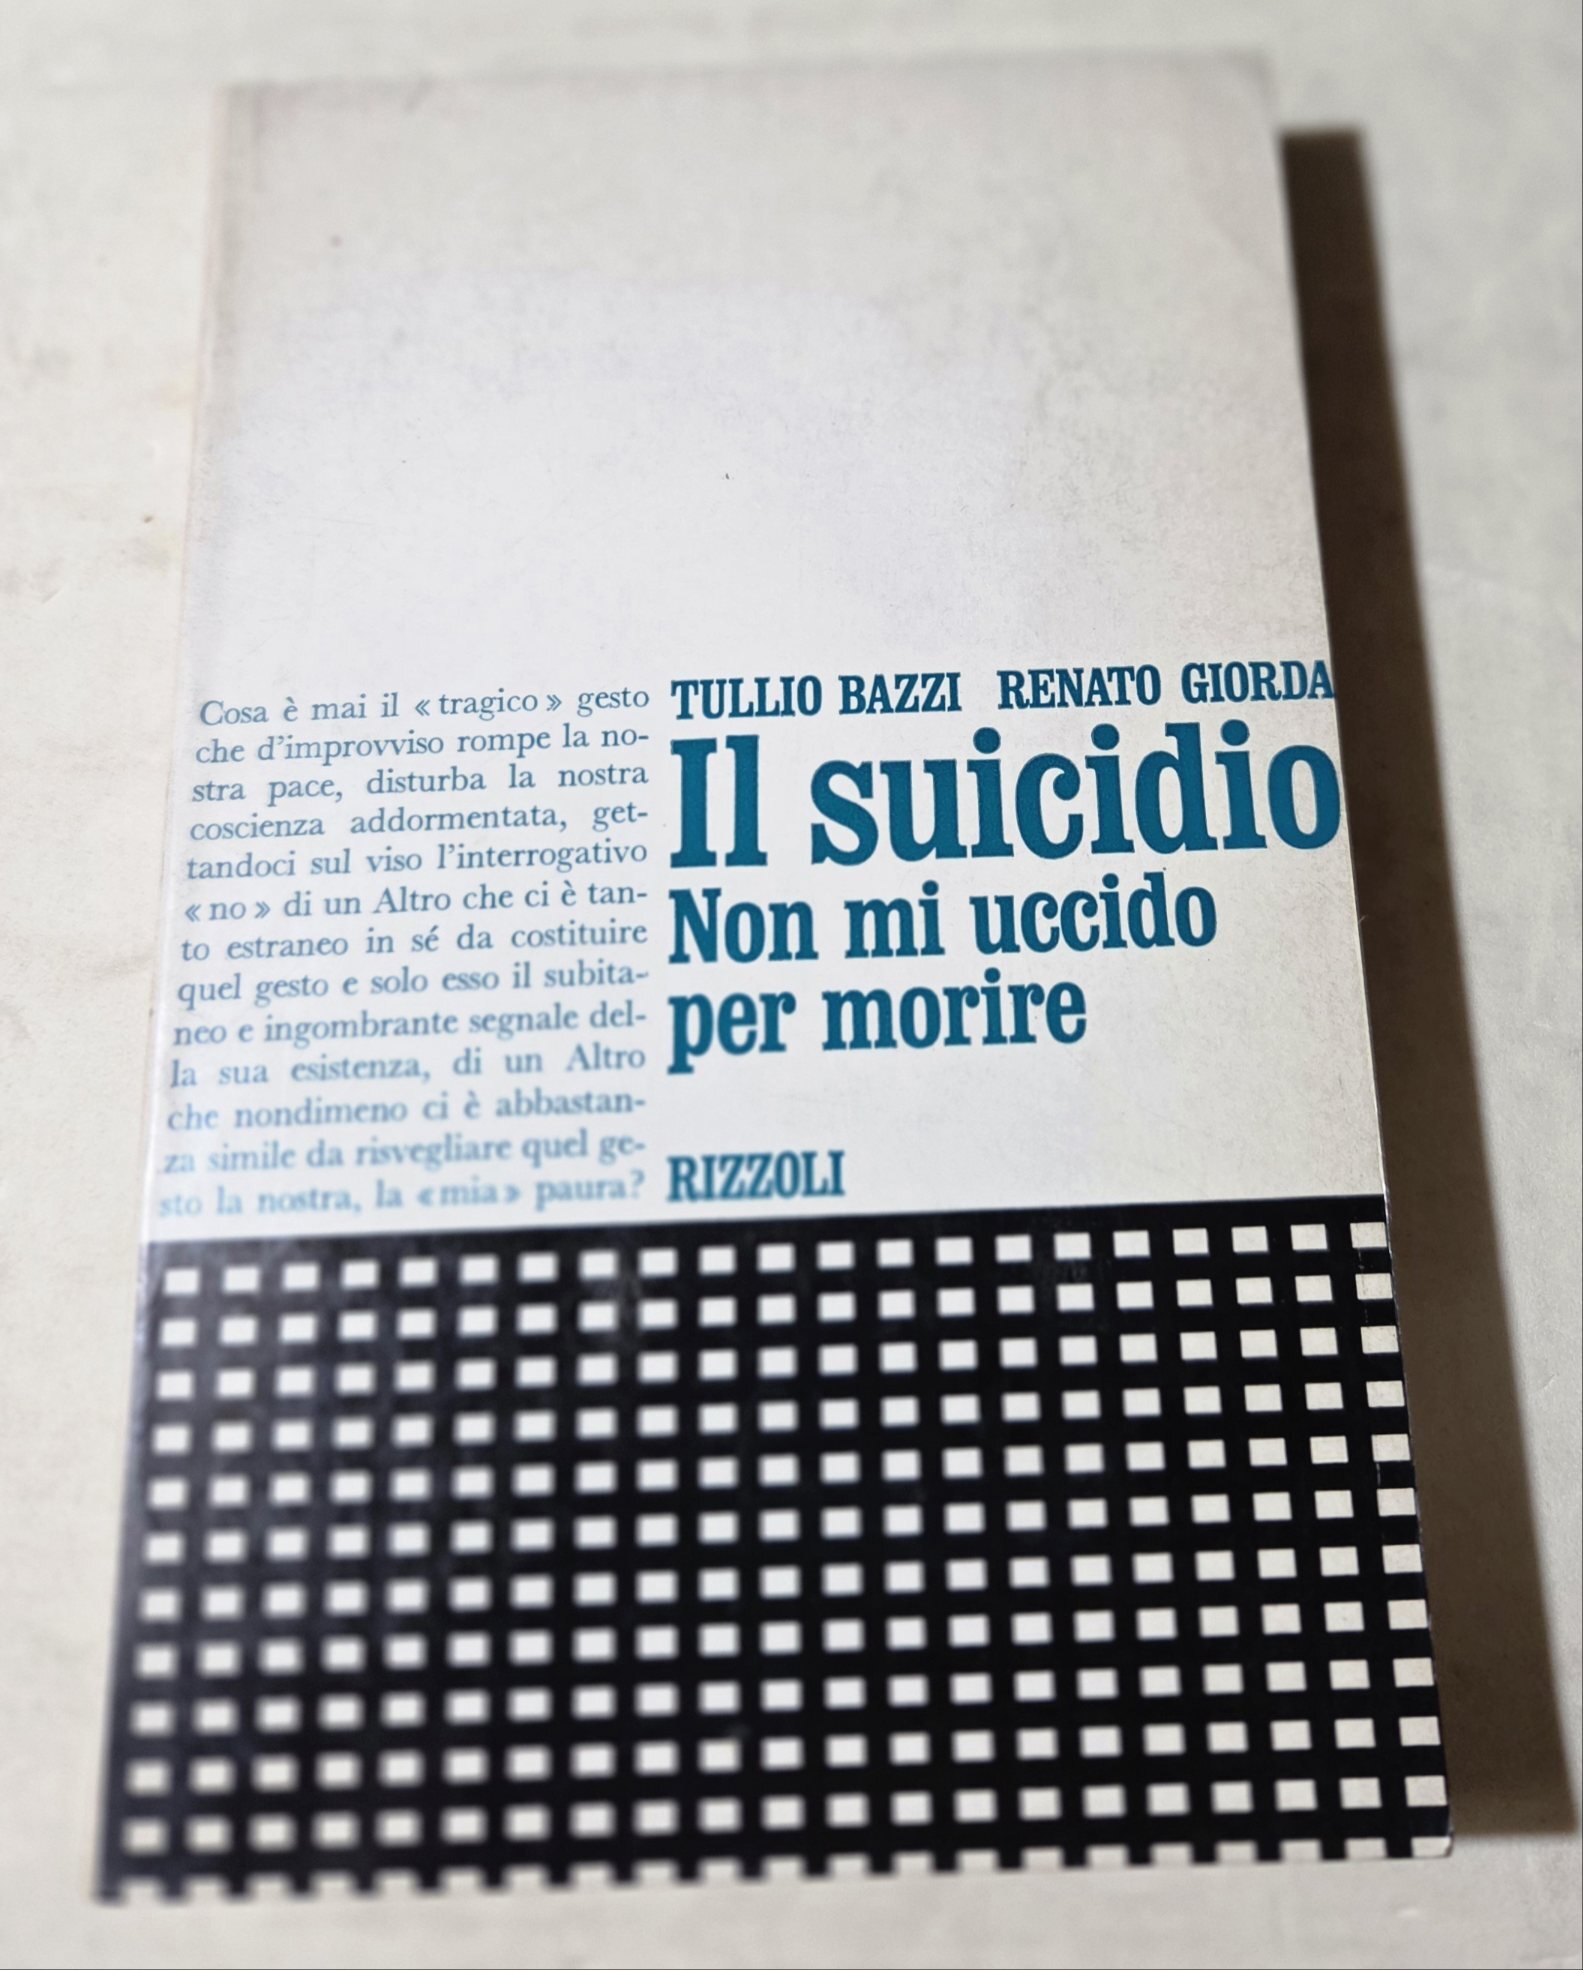 Cosa è mai il « tragico » gesto
che d'improvviso rompe la no-
stra pace, disturba la nostra
coscienza addormentata, get-
tandoci sul viso l'interrogativo
« no » di un Altro che ci è tan-
to estraneo in sé da costituire
quel gesto e solo esso il subita-
neo e ingombrante segnale del-
la sua esistenza, di un Altro
che nondimeno ci è abbastan-
za simile da risvegliare quel ge-
sto la nostra, la «mia» paura?
TULLIO BAZZI RENATO GIORDA
Il suicidio
Non mi uccido
per morire
RIZZOLI